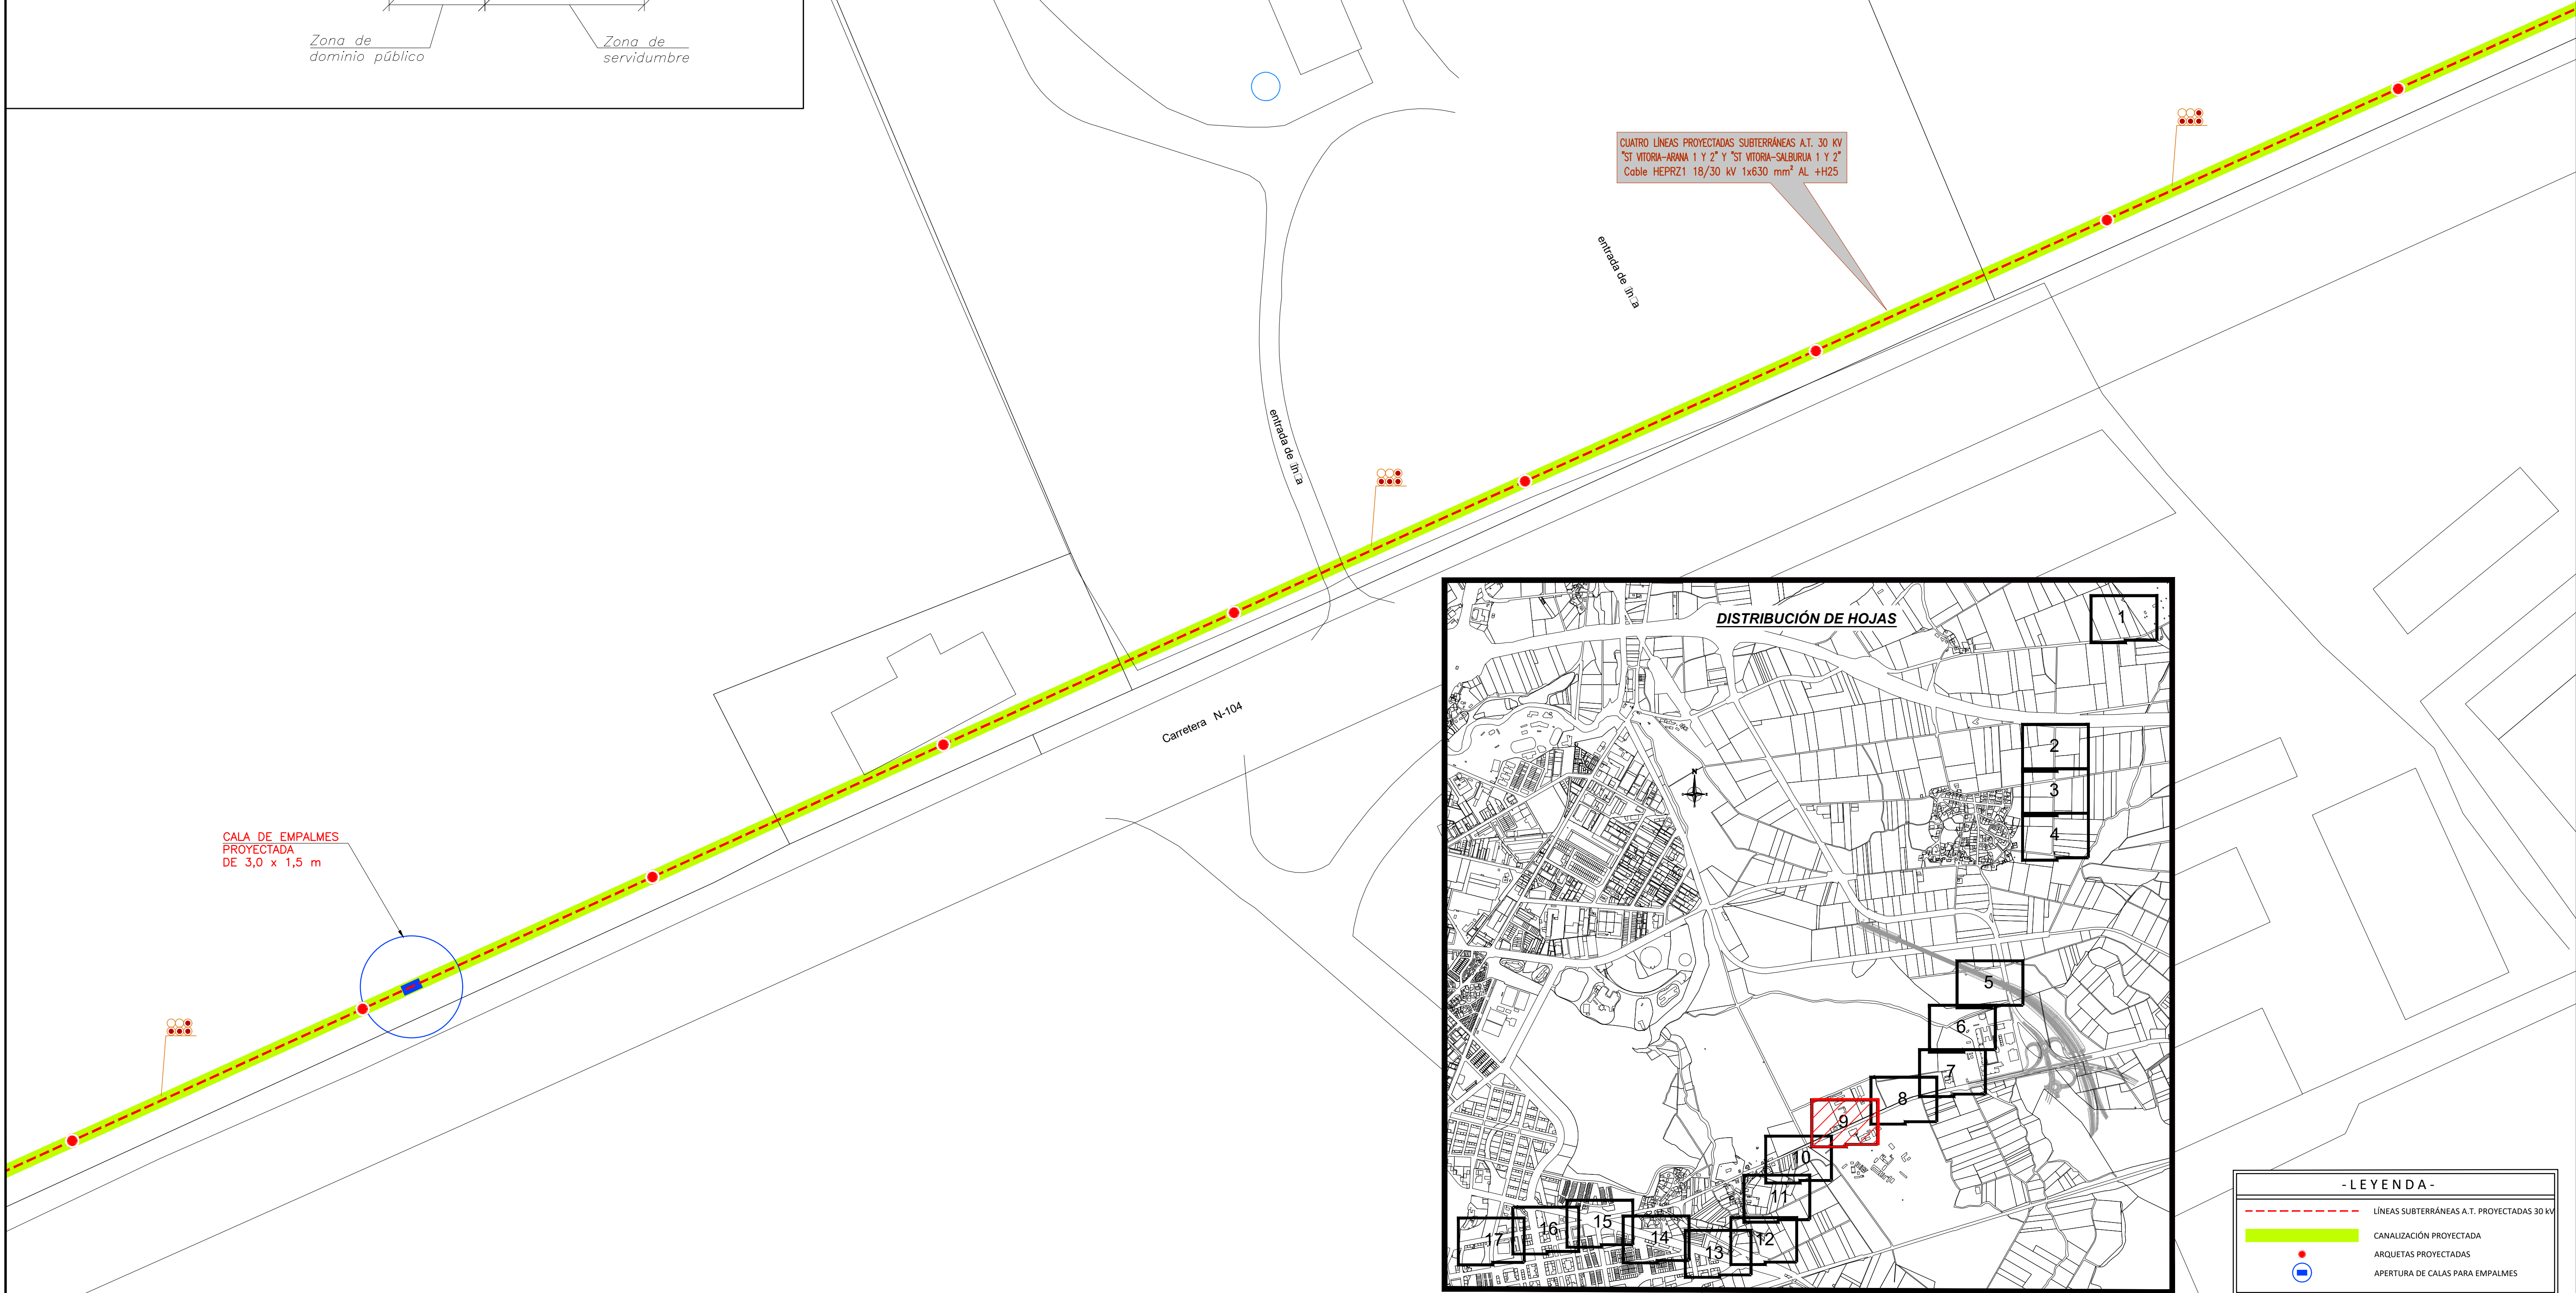 Zona de
dominio público
Zona de
servidumbre
CUATRO LÍNEAS PROYECTADAS SUBTERRÁNEAS A.T. 30 KV
"ST VITORIA-ARANA 1 Y 2" Y "ST VITORIA-SALBURUA 1 Y 2"
Cable HEPRZ1 18/30 kV 1x630 mm² AL +H25
entrada de
entrada de
Carretera N-104
CALA DE EMPALMES
PROYECTADA
DE 3,0 x 1,5 m
DISTRIBUCIÓN DE HOJAS
N
1
2
3
4
5
6
7
8
9
10
11
12
13
14
15
16
17
-LEYENDA-
LÍNEAS SUBTERRÁNEAS A.T. PROYECTADAS 30 kV
CANALIZACIÓN PROYECTADA
ARQUETAS PROYECTADAS
APERTURA DE CALAS PARA EMPALMES